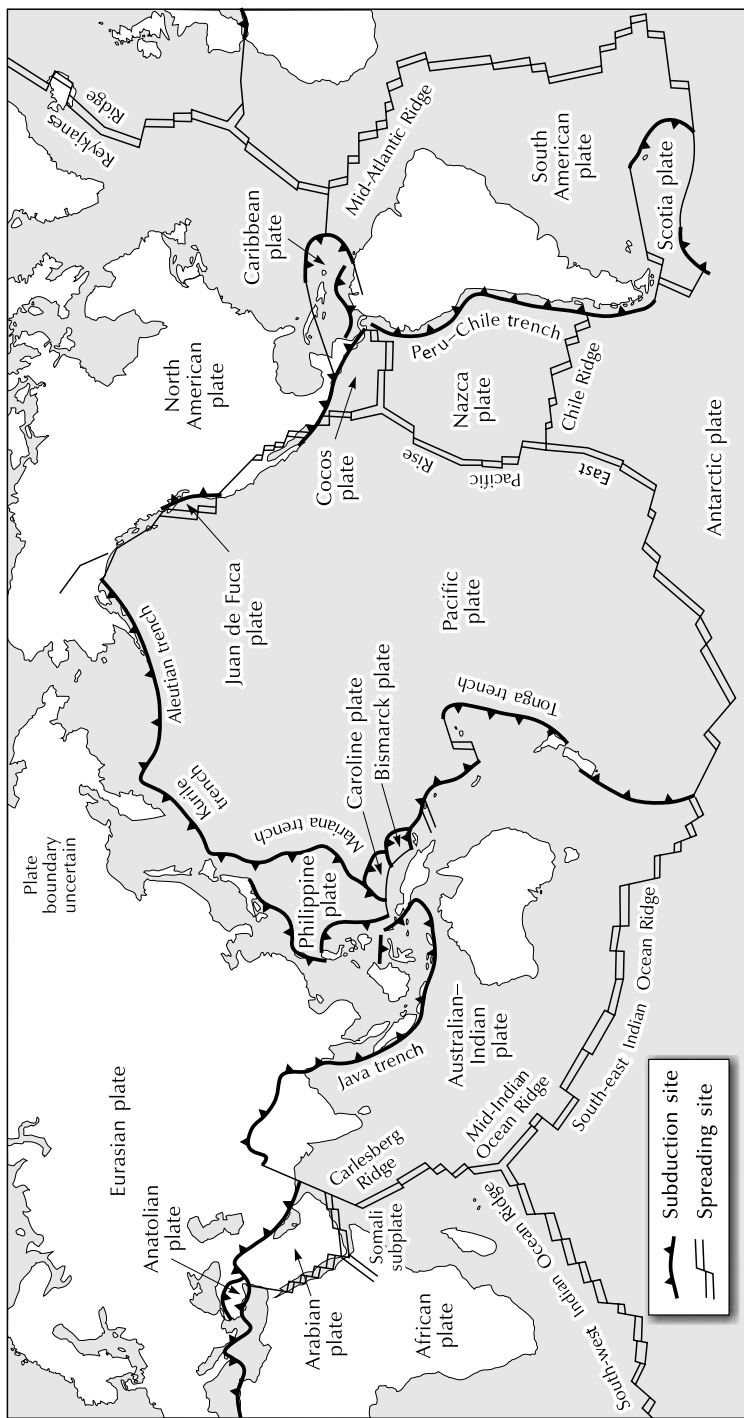 Eurasian plate
Anatolian
plate
Arabian
plate
African
plate
Somali
subplate
Carlesberg
Ridge
South-west Indian Ocean Ridge
Mid-Indian
Ocean Ridge
South-east Indian Ocean Ridge
Australian–
Indian
plate
Java trench
Plate
boundary
uncertain
Philippine
plate
Kurile
trench
Mariana trench
Caroline plate
Bismarck plate
Aleutian trench
Tonga trench
Pacific
plate
Juan de Fuca
plate
North
American
plate
Cocos
plate
East
Pacific
Rise
Nazca
plate
Chile Ridge
Peru–Chile trench
Antarctic plate
Caribbean
plate
Mid-Atlantic Ridge
Reykjanes
Ridge
South
American
plate
Scotia plate
Subduction site
Spreading site